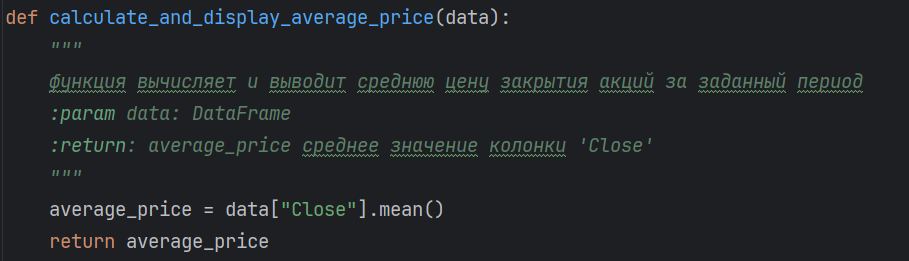 def calculate_and_display_average_price(data):
    """
    функция вычисляет и выводит среднюю цену закрытия акций за заданный период
    :param data: DataFrame
    :return: average_price среднее значение колонки 'Close'
    """
    average_price = data["Close"].mean()
    return average_price